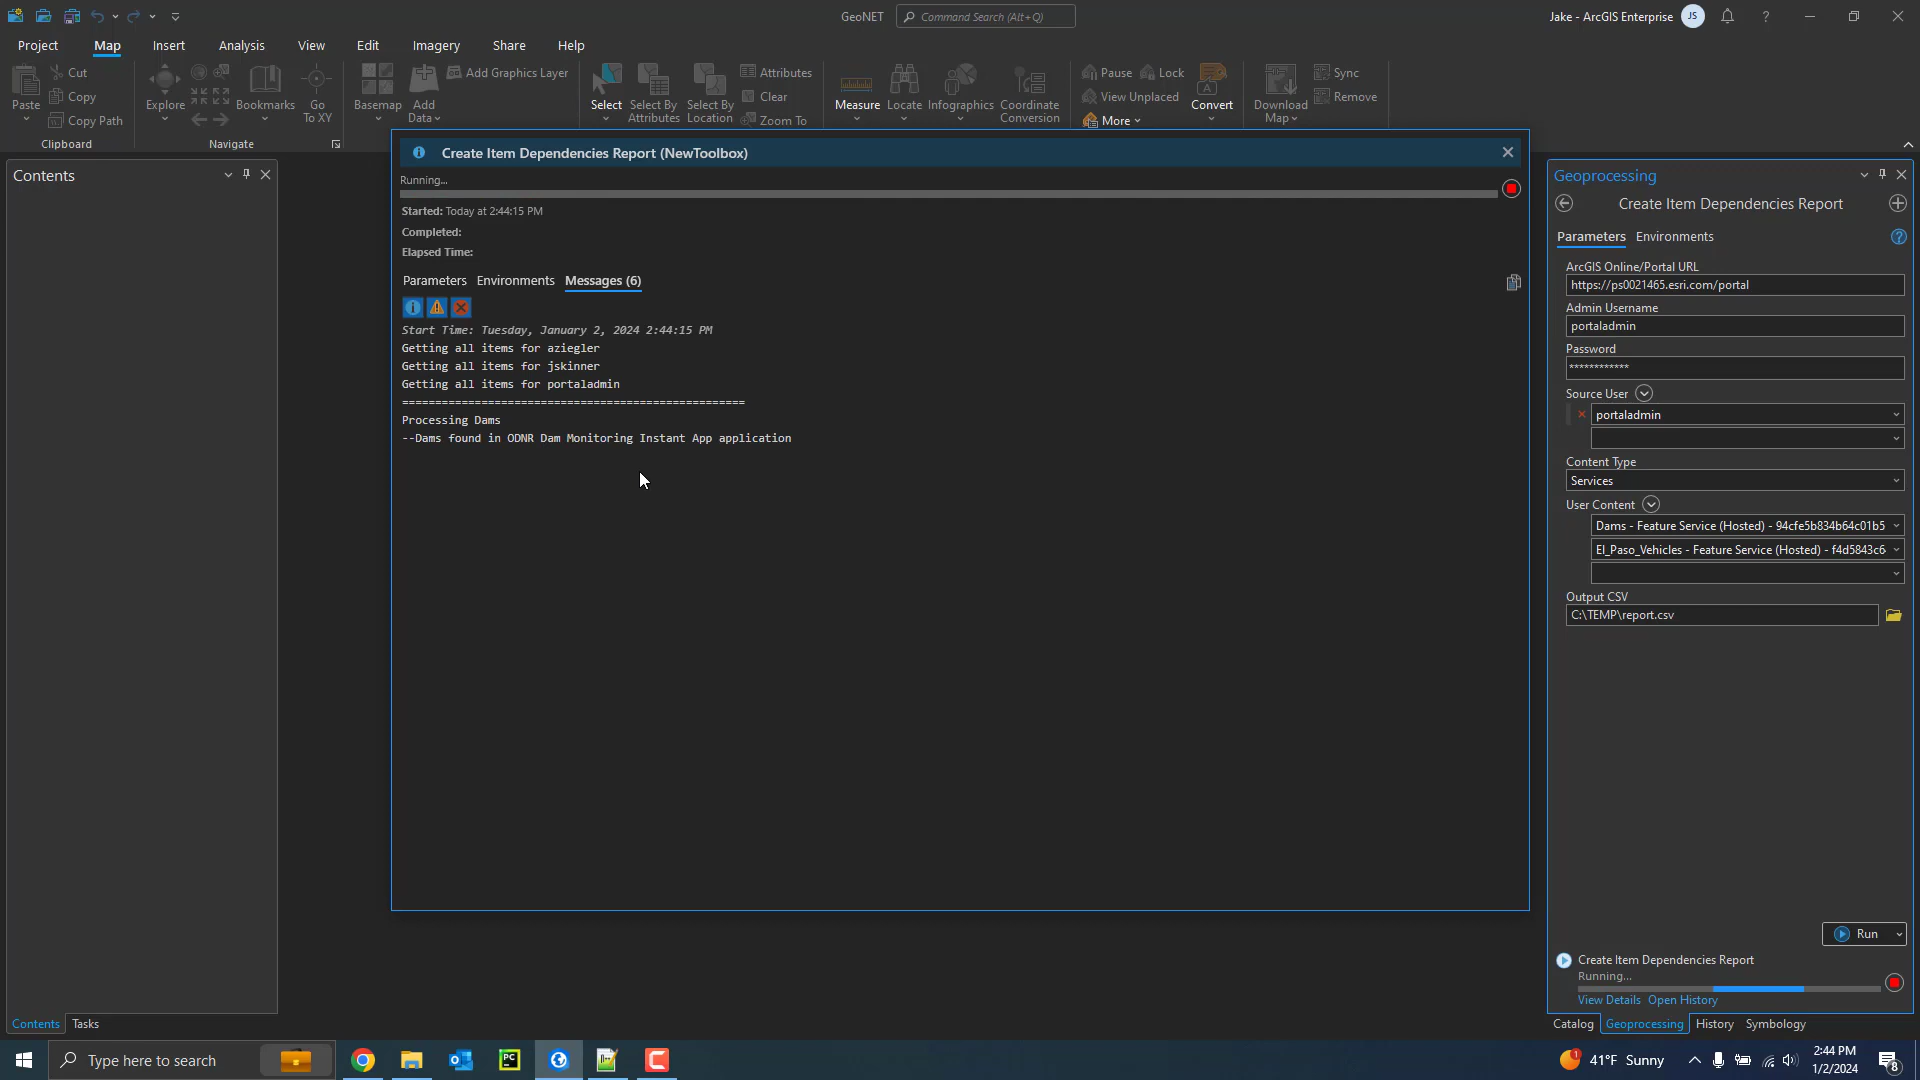 GeoNET
Command Search (Alt+Q)
Jake - ArcGIS Enterprise
JS
?
Project
Map
Insert
Analysis
View
Edit
Imagery
Share
Help
Paste
Cut
Copy
Copy Path
Clipboard
Explore
Bookmarks
Go To XY
Navigate
Basemap
Add Data
Add Graphics Layer
Select
Select By Attributes
Select By Location
Attributes
Clear
Zoom To
Measure
Locate
Infographics
Coordinate Conversion
Pause
Lock
View Unplaced
More
Convert
Download Map
Sync
Remove
Contents
Create Item Dependencies Report (NewToolbox)
Running...
Started: Today at 2:44:15 PM
Completed:
Elapsed Time:
Parameters
Environments
Messages (6)
Start Time: Tuesday, January 2, 2024 2:44:15 PM
Getting all items for aziegler
Getting all items for jskinner
Getting all items for portaladmin
====================================================
Processing Dams
--Dams found in ODNR Dam Monitoring Instant App application
Geoprocessing
Create Item Dependencies Report
Parameters
Environments
?
ArcGIS Online/Portal URL
https://ps0021465.esri.com/portal
Admin Username
portaladmin
Password
************
Source User
portaladmin
Content Type
Services
User Content
Dams - Feature Service (Hosted) - 94cfe5b834b64c01b5
El_Paso_Vehicles - Feature Service (Hosted) - f4d5843c6
Output CSV
C:\TEMP\report.csv
Run
Create Item Dependencies Report
Running...
View Details
Open History
Contents
Tasks
Catalog
Geoprocessing
History
Symbology
Type here to search
PC
1
41°F Sunny
2:44 PM
1/2/2024
8